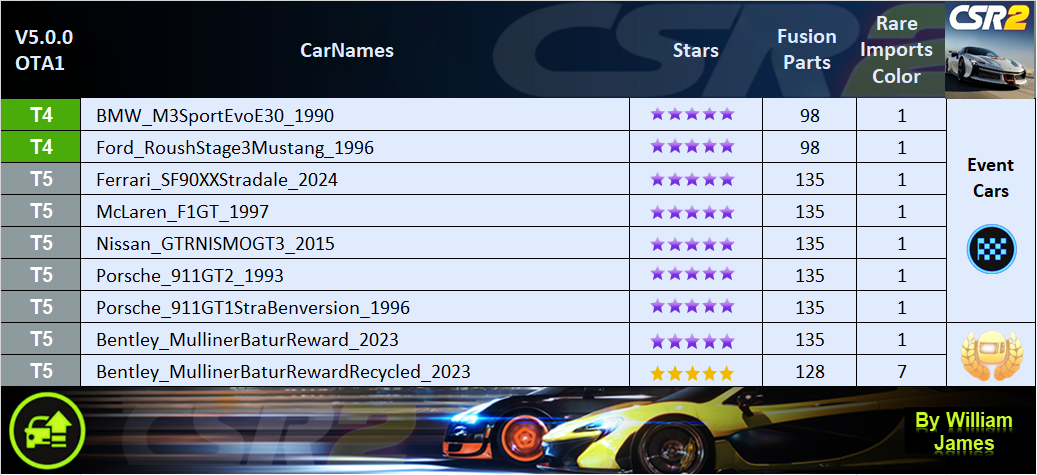 V5.0.0
OTA1
CarNames
Stars
Fusion
Parts
Rare
Imports
Color
CSR2
T4 BMW_M3SportEvoE30_1990 98 1
T4 Ford_RoushStage3Mustang_1996 98 1
T5 Ferrari_SF90XXStradale_2024 135 1
T5 McLaren_F1GT_1997 135 1
T5 Nissan_GTRNISMOGT3_2015 135 1
T5 Porsche_911GT2_1993 135 1
T5 Porsche_911GT1StraBenversion_1996 135 1
T5 Bentley_MullinerBaturReward_2023 135 1
T5 Bentley_MullinerBaturRewardRecycled_2023 128 7
Event
Cars
CSR2
By William
James